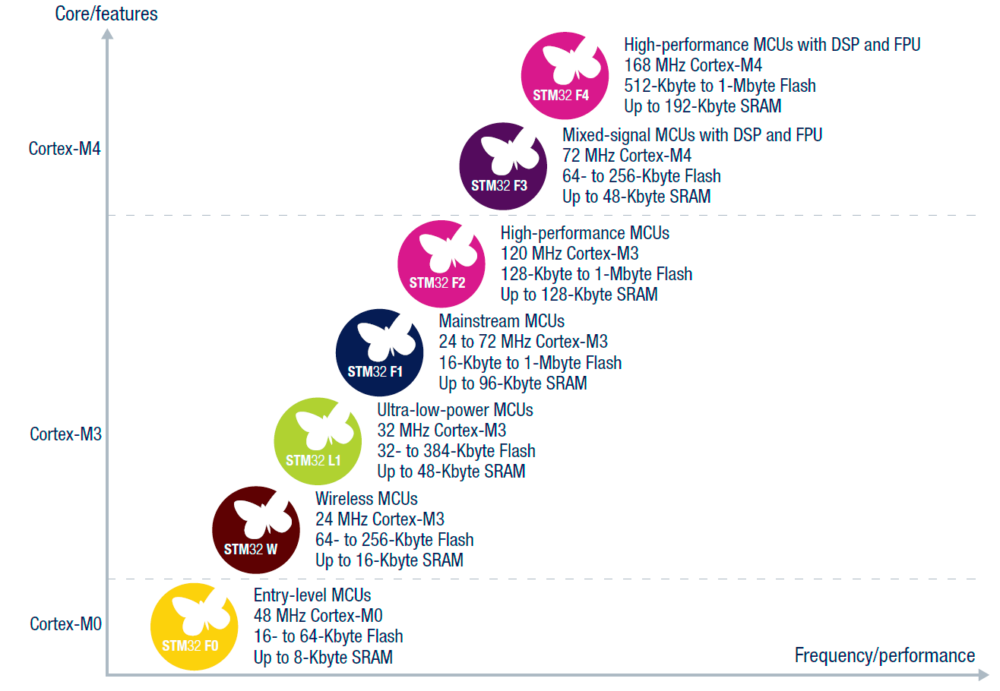 Core/features
High-performance MCUs with DSP and FPU
168 MHz Cortex-M4
512-Kbyte to 1-Mbyte Flash
Up to 192-Kbyte SRAM
STM32 F4
Cortex-M4
Mixed-signal MCUs with DSP and FPU
72 MHz Cortex-M4
64- to 256-Kbyte Flash
Up to 48-Kbyte SRAM
STM32 F3
High-performance MCUs
120 MHz Cortex-M3
128-Kbyte to 1-Mbyte Flash
Up to 128-Kbyte SRAM
STM32 F2
Mainstream MCUs
24 to 72 MHz Cortex-M3
16-Kbyte to 1-Mbyte Flash
Up to 96-Kbyte SRAM
STM32 F1
Cortex-M3
Ultra-low-power MCUs
32 MHz Cortex-M3
32- to 384-Kbyte Flash
Up to 48-Kbyte SRAM
STM32 L1
Wireless MCUs
24 MHz Cortex-M3
64- to 256-Kbyte Flash
Up to 16-Kbyte SRAM
STM32 W
Cortex-M0
Entry-level MCUs
48 MHz Cortex-M0
16- to 64-Kbyte Flash
Up to 8-Kbyte SRAM
STM32 F0
Frequency/performance